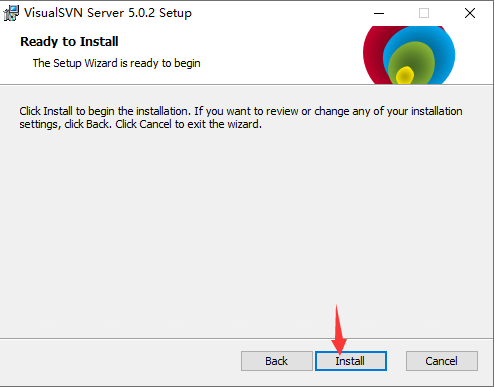 VisualSVN Server 5.0.2 Setup
Ready to Install
The Setup Wizard is ready to begin
Click Install to begin the installation. If you want to review or change any of your installation
settings, click Back. Click Cancel to exit the wizard.
Back Install Cancel